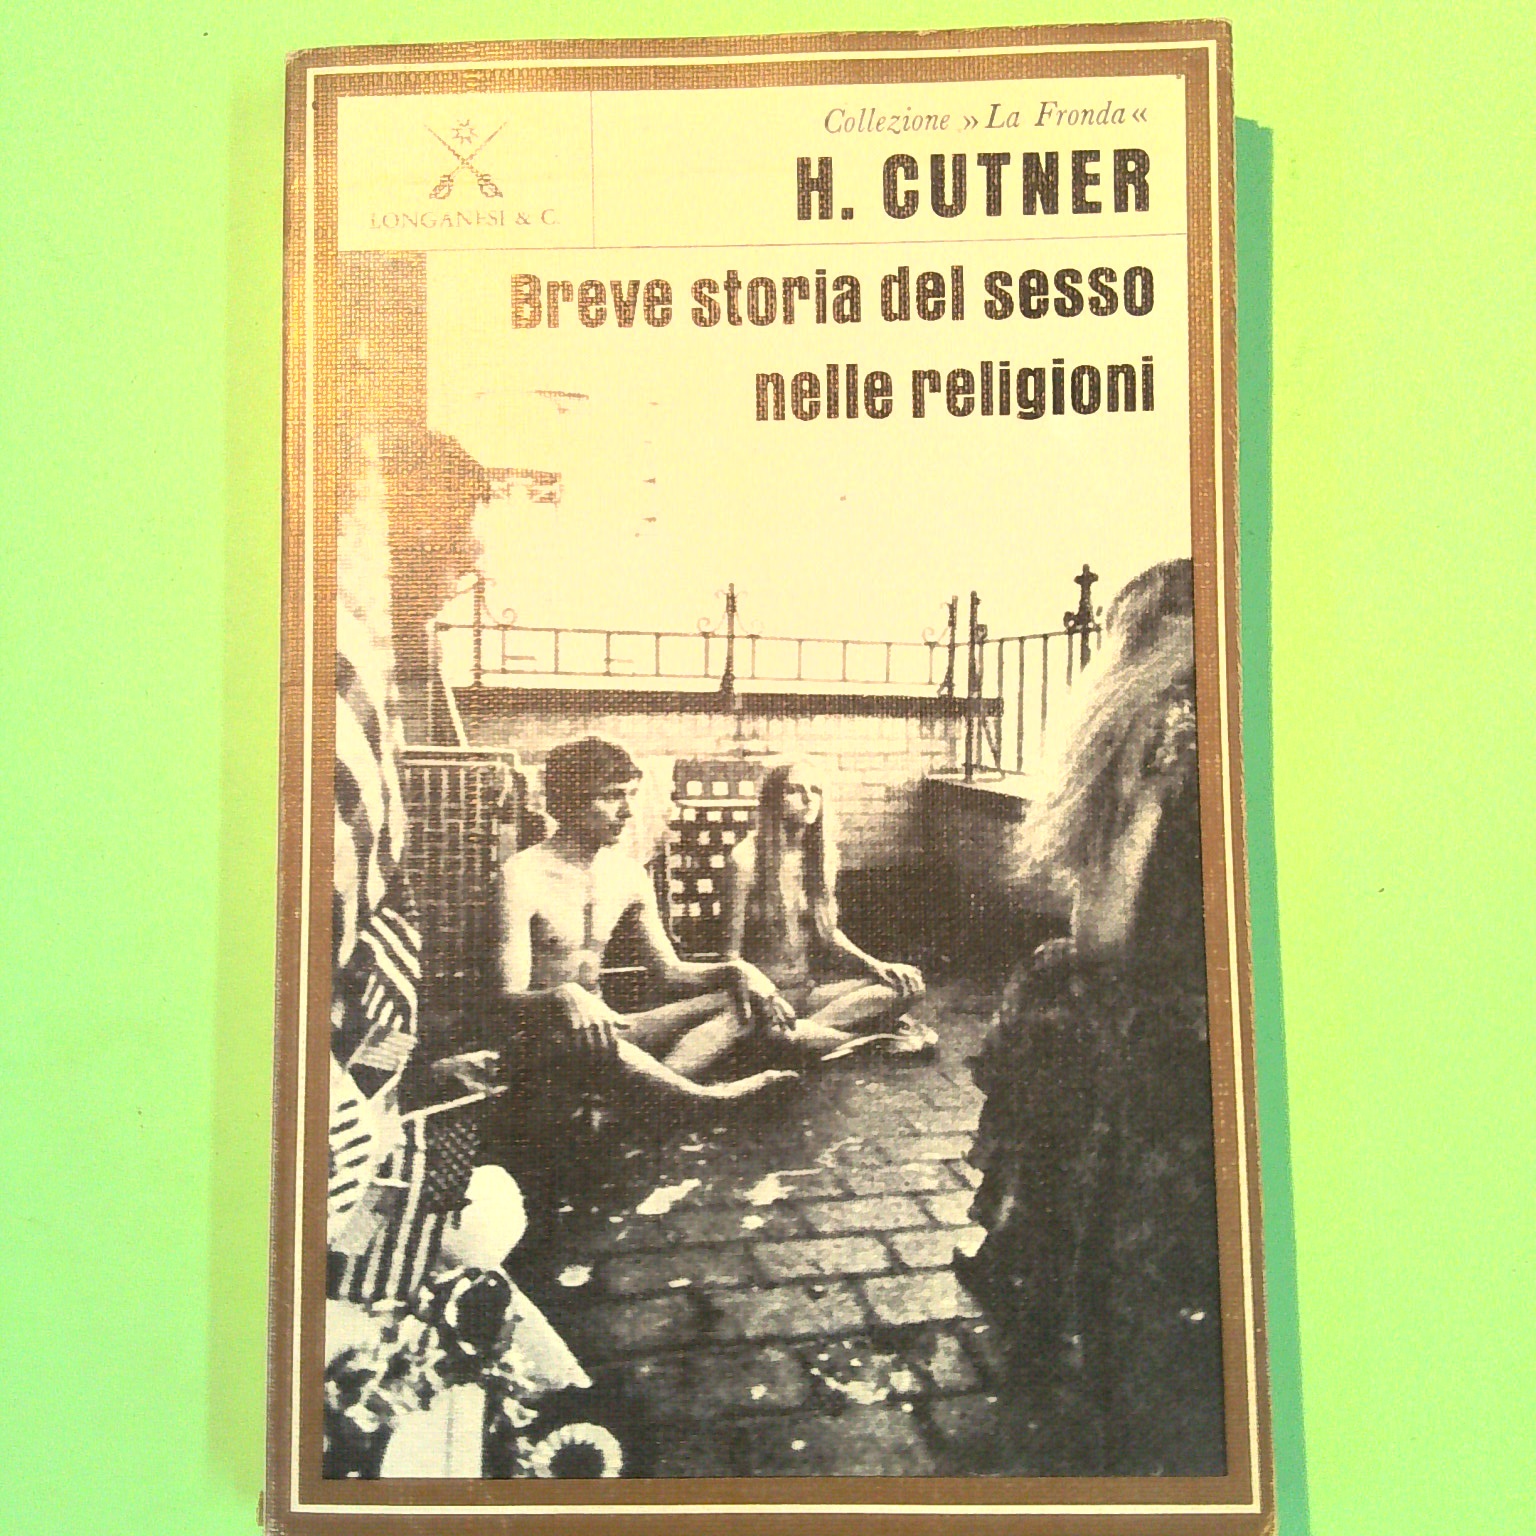 Collezione » La Fronda «
H. CUTNER
LONGANESI & C.
Breve storia del sesso
nelle religioni